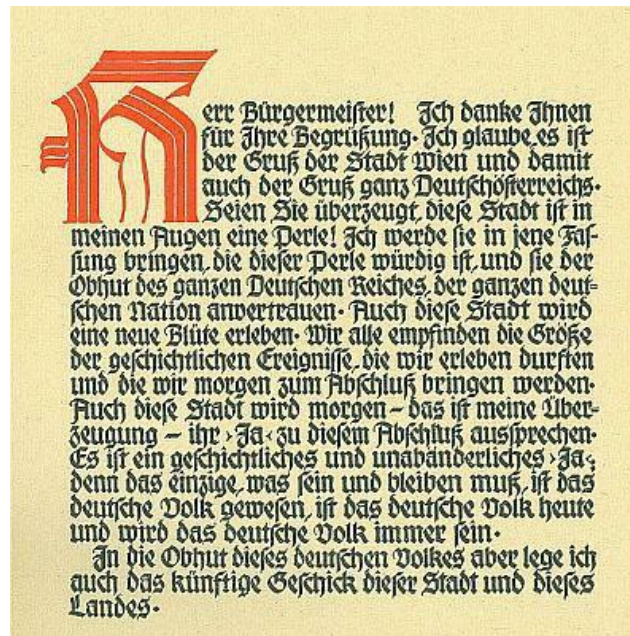 Herr Bürgermeister! Ich danke Ihnen
für Ihre Begrüßung. Ich glaube, es ist
der Gruß der Stadt Wien und damit
auch der Gruß ganz Deutschösterreichs.
Seien Sie überzeugt, diese Stadt ist in
meinen Augen eine Perle! Ich werde sie in jene Fas-
sung bringen, die dieser Perle würdig ist, und sie der
Obhut des ganzen Deutschen Reiches, der ganzen deut-
schen Nation anvertrauen. Auch diese Stadt wird
eine neue Blüte erleben. Wir alle empfinden die Größe
der geschichtlichen Ereignisse, die wir erleben durften
und die wir morgen zum Abschluß bringen werden.
Auch diese Stadt wird morgen – das ist meine Über-
zeugung – ihr ›Ja‹ zu diesem Abschluß aussprechen.
Es ist ein geschichtliches und unabänderliches ›Ja‹,
denn das einzige, was sein und bleiben muß, ist das
deutsche Volk gewesen, ist das deutsche Volk heute
und wird das deutsche Volk immer sein.
In die Obhut dieses deutschen Volkes aber lege ich
auch das künftige Geschick dieser Stadt und dieses
Landes.